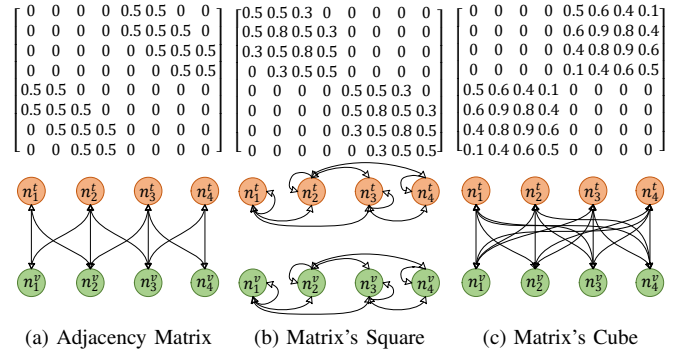 0 0 0 0 0.5 0.5 0 0
0 0 0 0 0.5 0.5 0.5 0
0 0 0 0 0 0.5 0.5 0.5
0 0 0 0 0 0 0.5 0.5
0.5 0.5 0 0 0 0 0 0
0.5 0.5 0.5 0 0 0 0 0
0 0.5 0.5 0.5 0 0 0 0
0 0 0.5 0.5 0 0 0 0
n₁ᵗ n₂ᵗ n₃ᵗ n₄ᵗ
n₁ᵛ n₂ᵛ n₃ᵛ n₄ᵛ
(a) Adjacency Matrix
0.5 0.5 0.3 0 0 0 0 0
0.5 0.8 0.5 0.3 0 0 0 0
0.3 0.5 0.8 0.5 0 0 0 0
0 0.3 0.5 0.5 0 0 0 0
0 0 0 0 0.5 0.5 0.3 0
0 0 0 0 0.5 0.8 0.5 0.3
0 0 0 0 0.3 0.5 0.8 0.5
0 0 0 0 0 0.3 0.5 0.5
n₁ᵗ n₂ᵗ n₃ᵗ n₄ᵗ
n₁ᵛ n₂ᵛ n₃ᵛ n₄ᵛ
(b) Matrix's Square
0 0 0 0 0.5 0.6 0.4 0.1
0 0 0 0 0.6 0.9 0.8 0.4
0 0 0 0 0.4 0.8 0.9 0.6
0 0 0 0 0.1 0.4 0.6 0.5
0.5 0.6 0.4 0.1 0 0 0 0
0.6 0.9 0.8 0.4 0 0 0 0
0.4 0.8 0.9 0.6 0 0 0 0
0.1 0.4 0.6 0.5 0 0 0 0
n₁ᵗ n₂ᵗ n₃ᵗ n₄ᵗ
n₁ᵛ n₂ᵛ n₃ᵛ n₄ᵛ
(c) Matrix's Cube